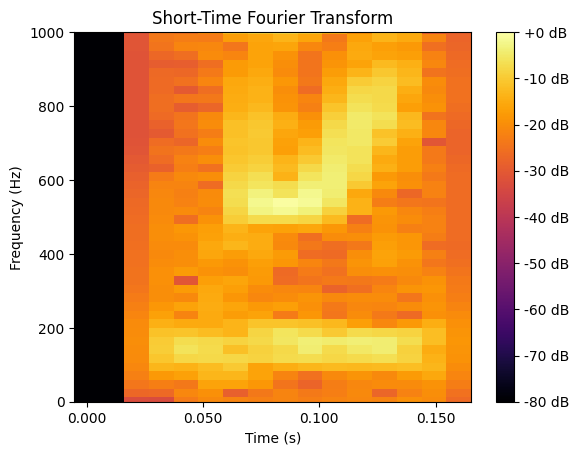 Short-Time Fourier Transform
1000
800
600
400
200
0
Frequency (Hz)
0.000
0.050
0.100
0.150
Time (s)
+0 dB
-10 dB
-20 dB
-30 dB
-40 dB
-50 dB
-60 dB
-70 dB
-80 dB